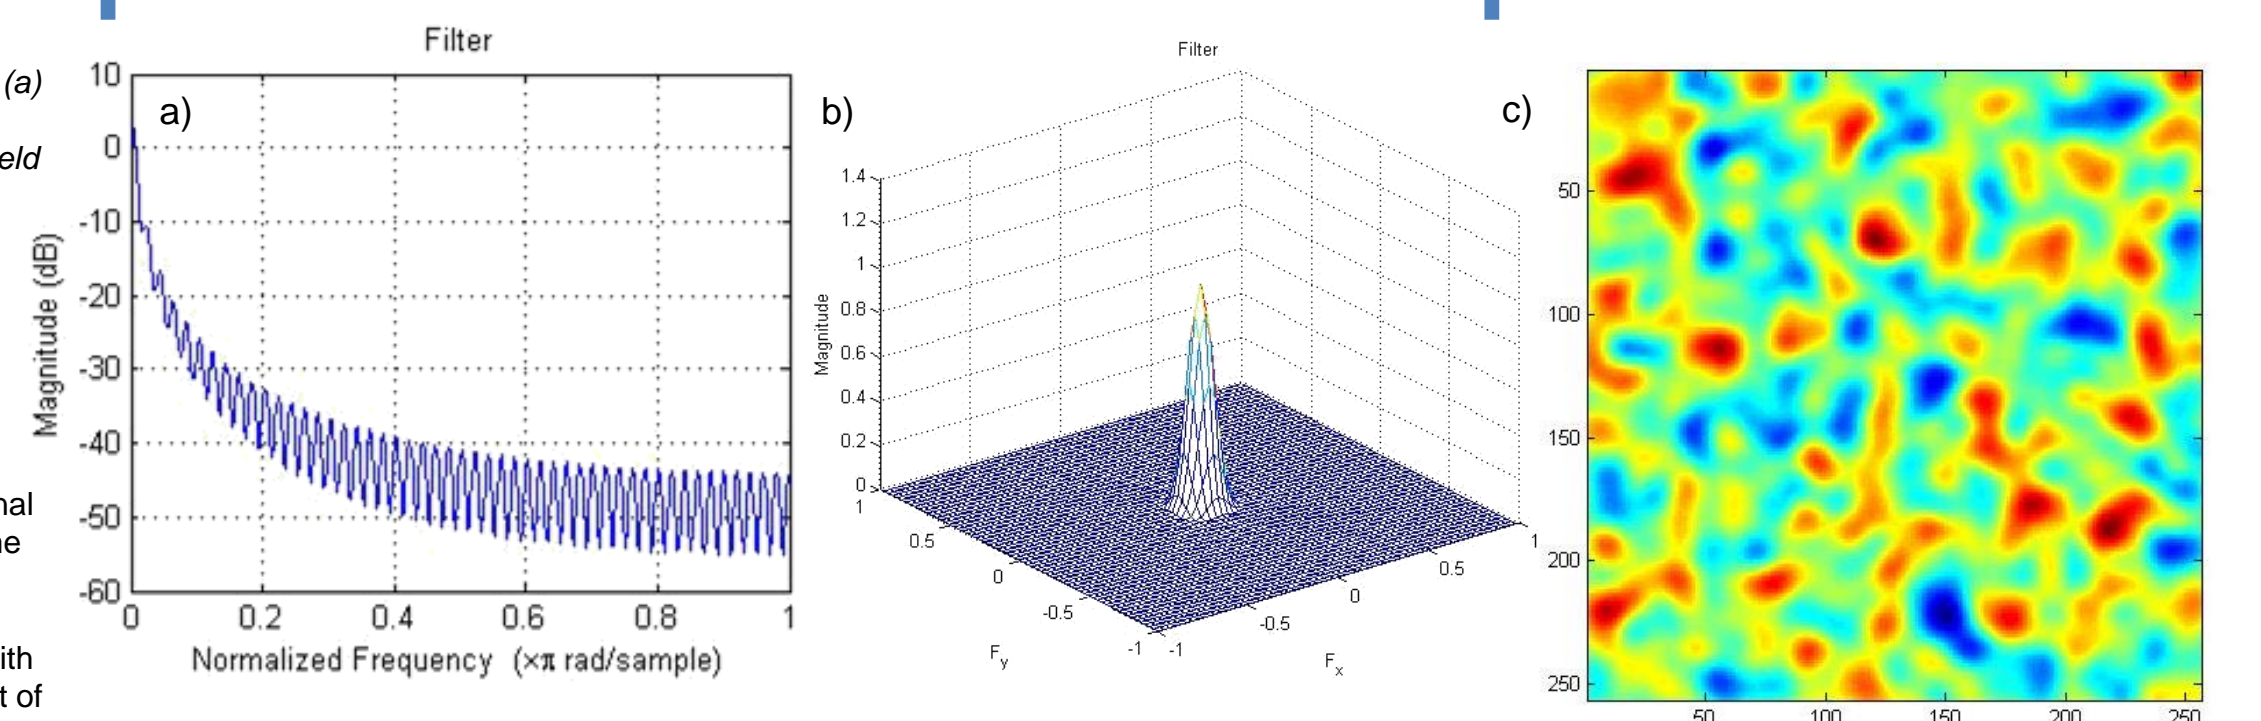 (a)
eld
nal
ne
ith
t of
Filter
a)
10
0
-10
-20
-30
-40
-50
-60
Magnitude (dB)
0 0.2 0.4 0.6 0.8 1
Normalized Frequency (×π rad/sample)
b)
Filter
1.4
1.2
1
0.8
0.6
0.4
0.2
0
Magnitude
1
0.5
0
-0.5
-1
Fy
-1
-0.5
0
0.5
1
Fx
c)
50
100
150
200
250
50 100 150 200 250